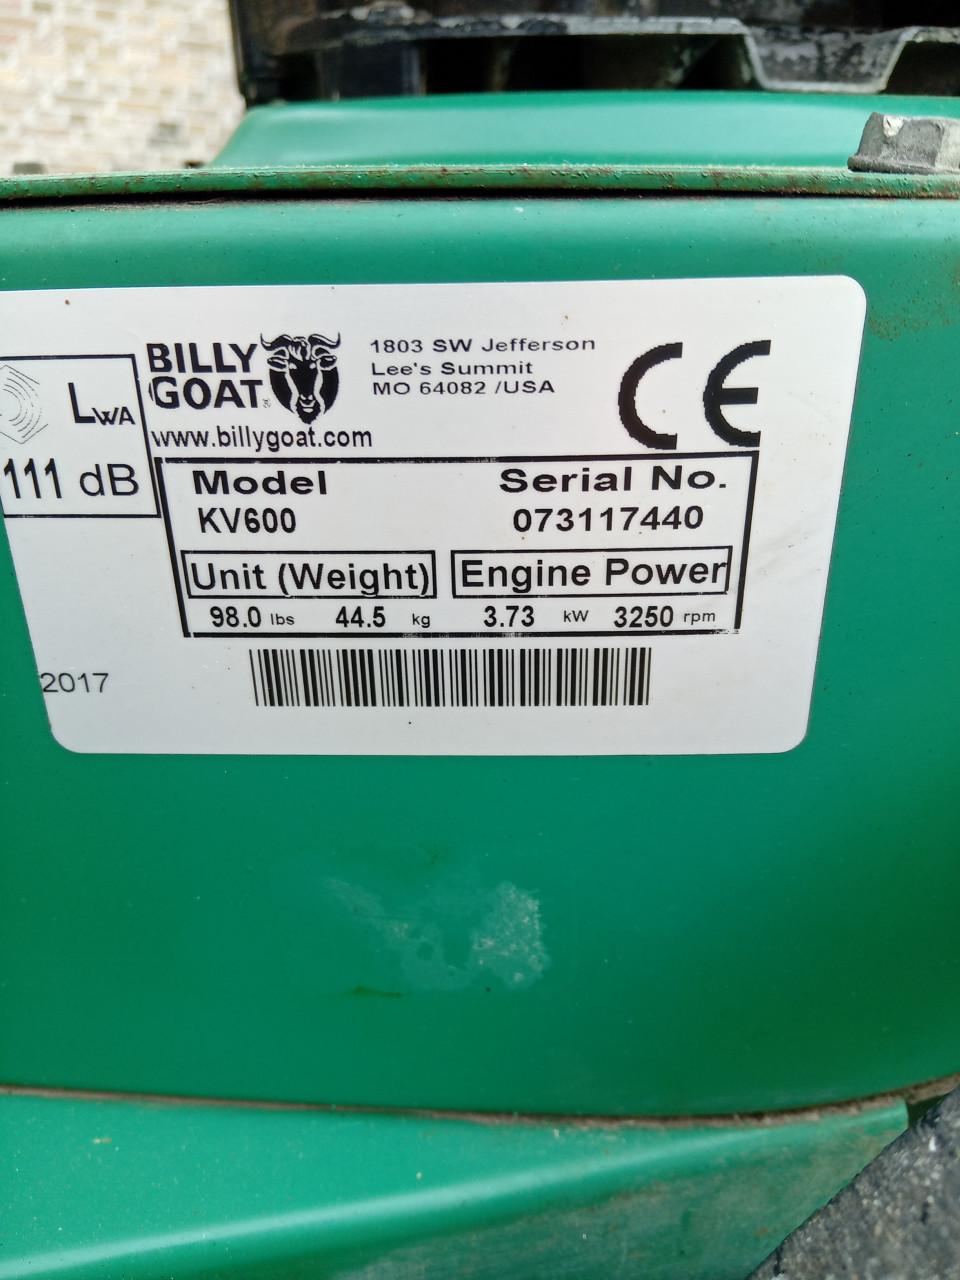 BILLY
GOAT
1803 SW Jefferson
Lee's Summit
MO 64082 /USA
CE
LWA
www.billygoat.com
111 dB
Model Serial No.
KV600 073117440
Unit (Weight) Engine Power
98.0 lbs 44.5 kg 3.73 kW 3250 rpm
2017